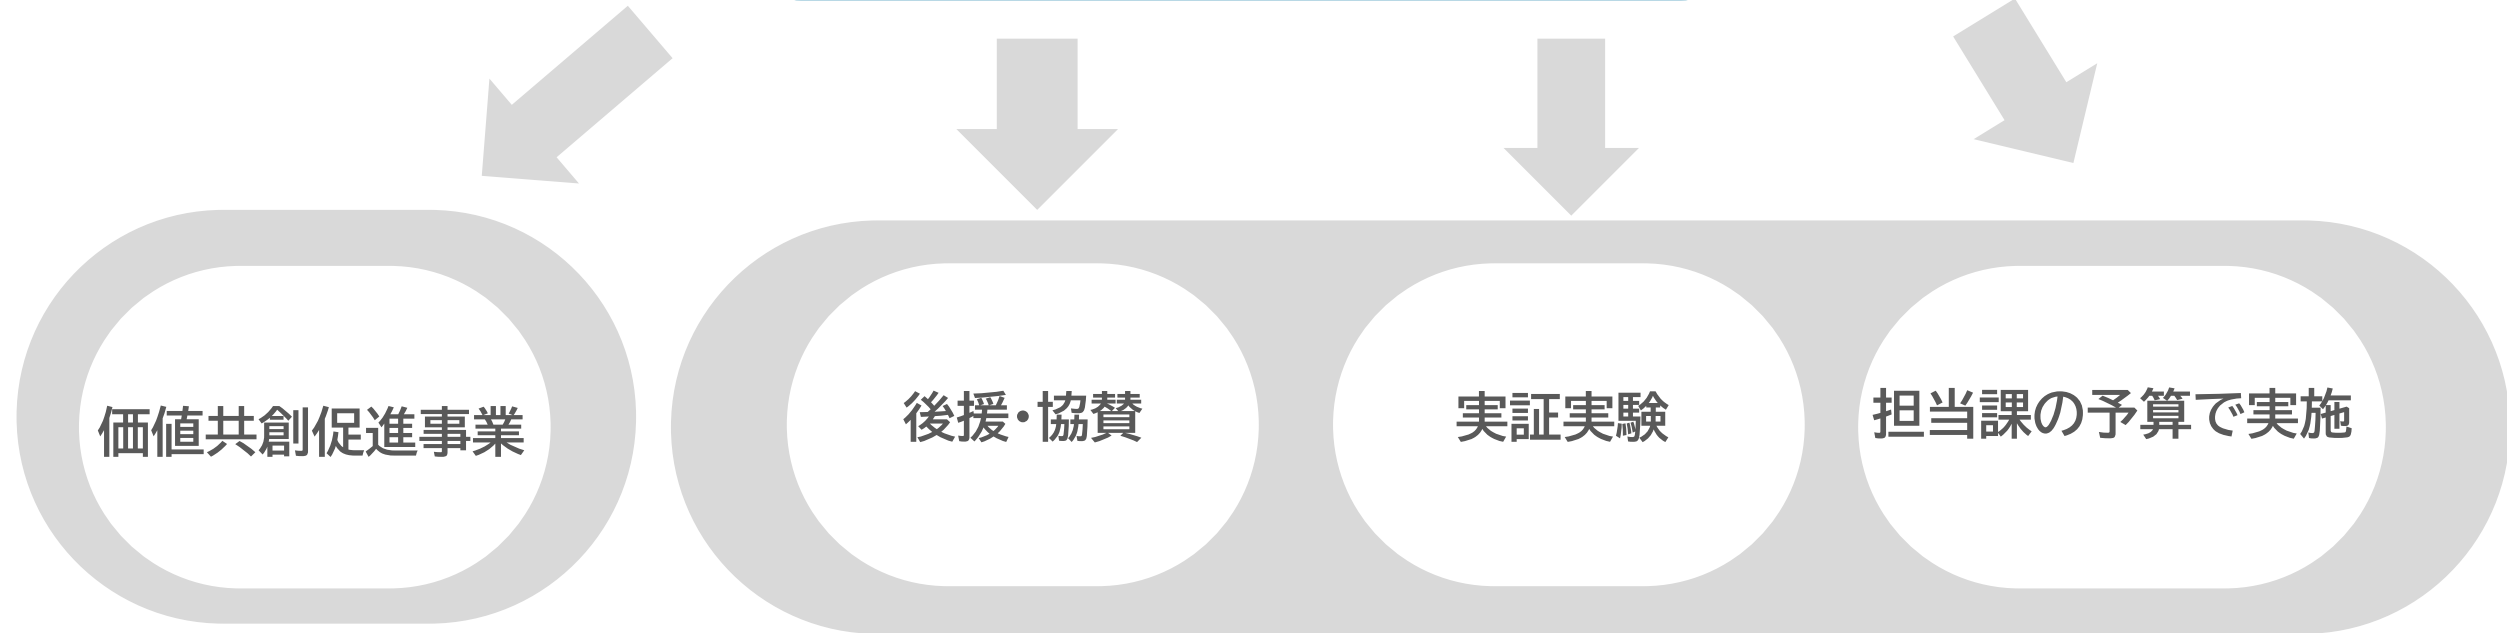 価値創促進事業
後援・協賛
実証実験
担当課の予算で実施